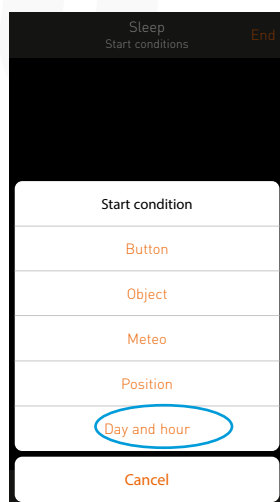 Sleep
End
Start conditions
Start condition
Button
Object
Meteo
Position
Day and hour
Cancel